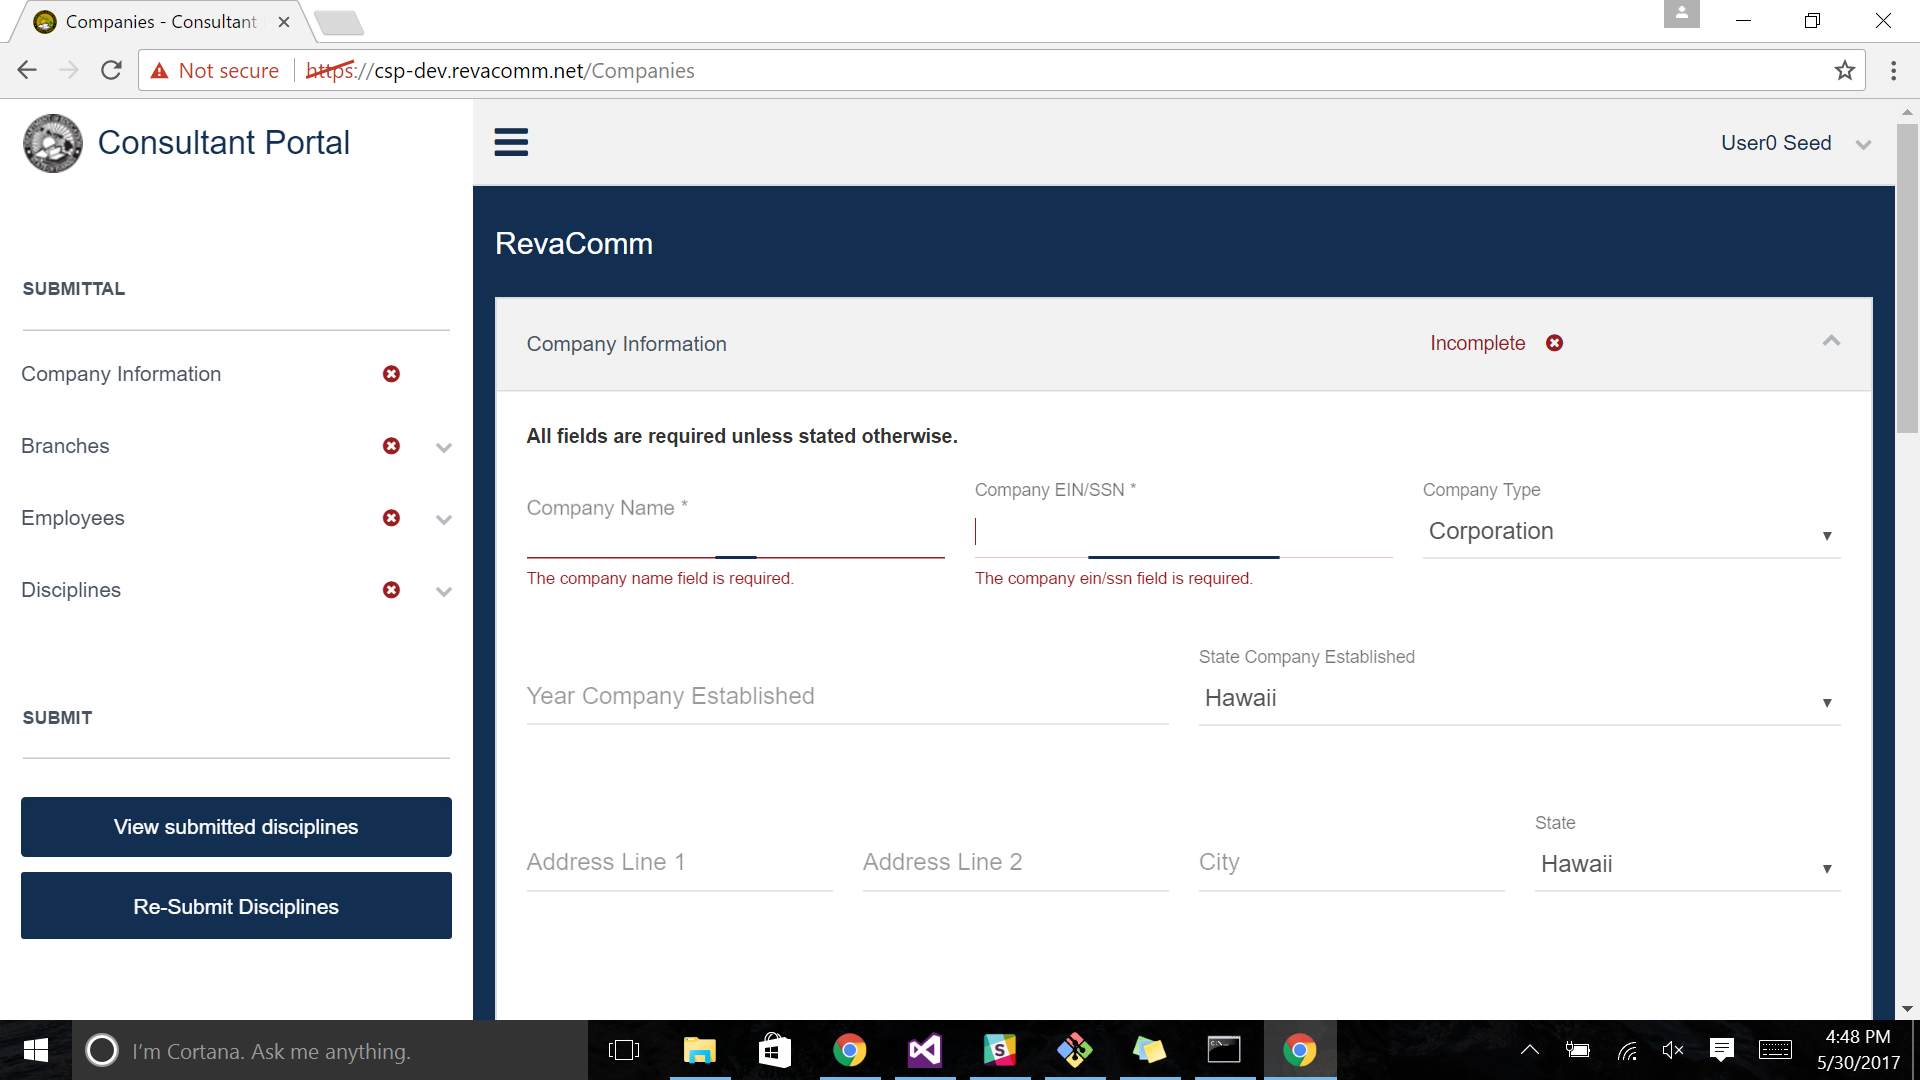 Companies - Consultant
Not secure https://csp-dev.revacomm.net/Companies
Consultant Portal
User0 Seed
RevaComm
SUBMITTAL
Company Information
Branches
Employees
Disciplines
SUBMIT
View submitted disciplines
Re-Submit Disciplines
Company Information
Incomplete
All fields are required unless stated otherwise.
Company Name *
The company name field is required.
Company EIN/SSN *
The company ein/ssn field is required.
Company Type
Corporation
Year Company Established
State Company Established
Hawaii
Address Line 1
Address Line 2
City
State
Hawaii
I'm Cortana. Ask me anything.
4:48 PM
5/30/2017